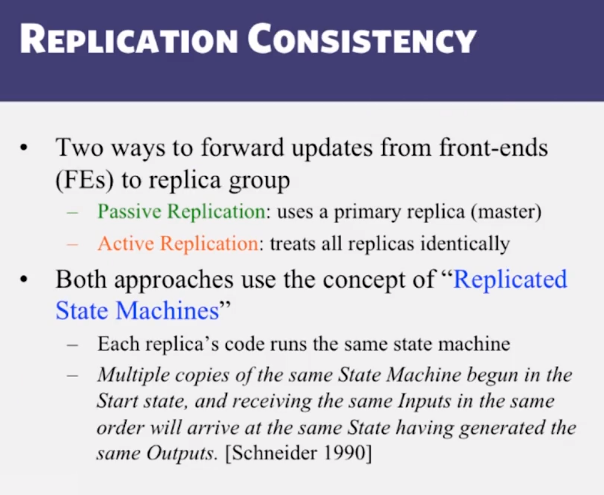 REPLICATION CONSISTENCY
• Two ways to forward updates from front-ends
(FEs) to replica group
– Passive Replication: uses a primary replica (master)
– Active Replication: treats all replicas identically
• Both approaches use the concept of “Replicated
State Machines”
– Each replica’s code runs the same state machine
– Multiple copies of the same State Machine begun in the
Start state, and receiving the same Inputs in the same
order will arrive at the same State having generated the
same Outputs. [Schneider 1990]